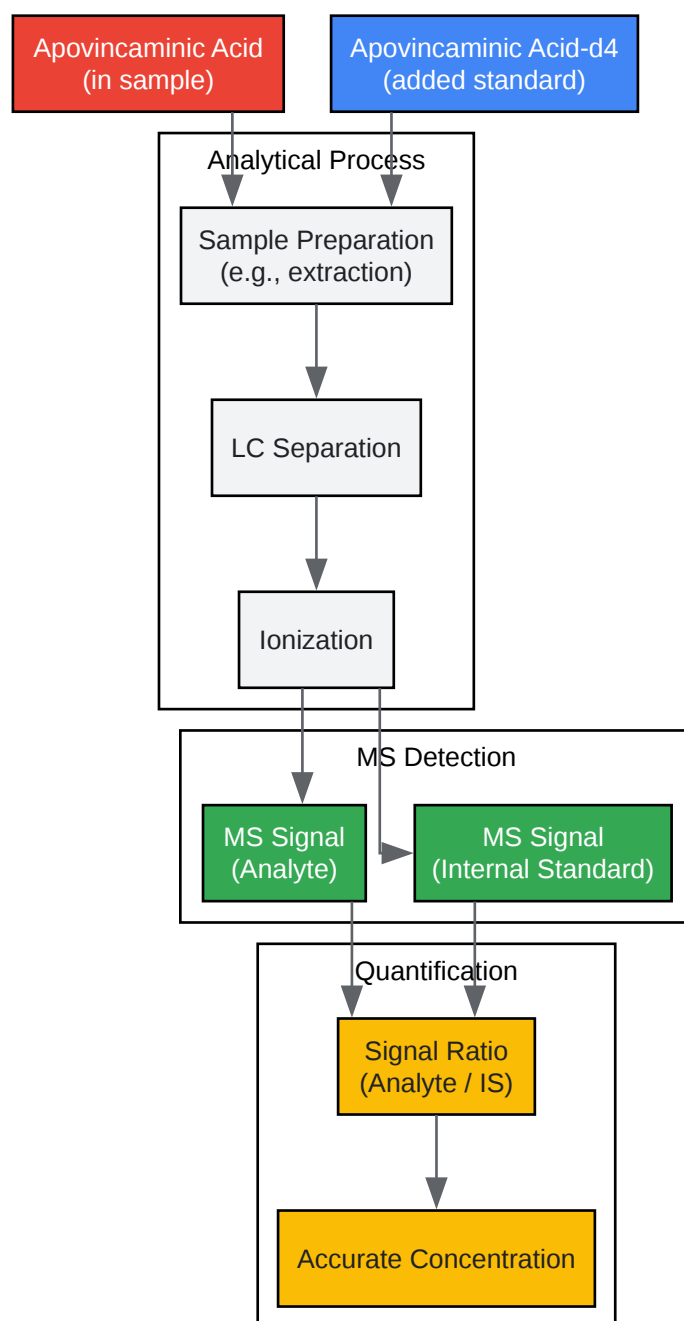 Apovincaminic Acid
(in sample)
Apovincaminic Acid-d4
(added standard)
Analytical Process
Sample Preparation
(e.g., extraction)
LC Separation
Ionization
MS Detection
MS Signal
(Analyte)
MS Signal
(Internal Standard)
Quantification
Signal Ratio
(Analyte / IS)
Accurate Concentration